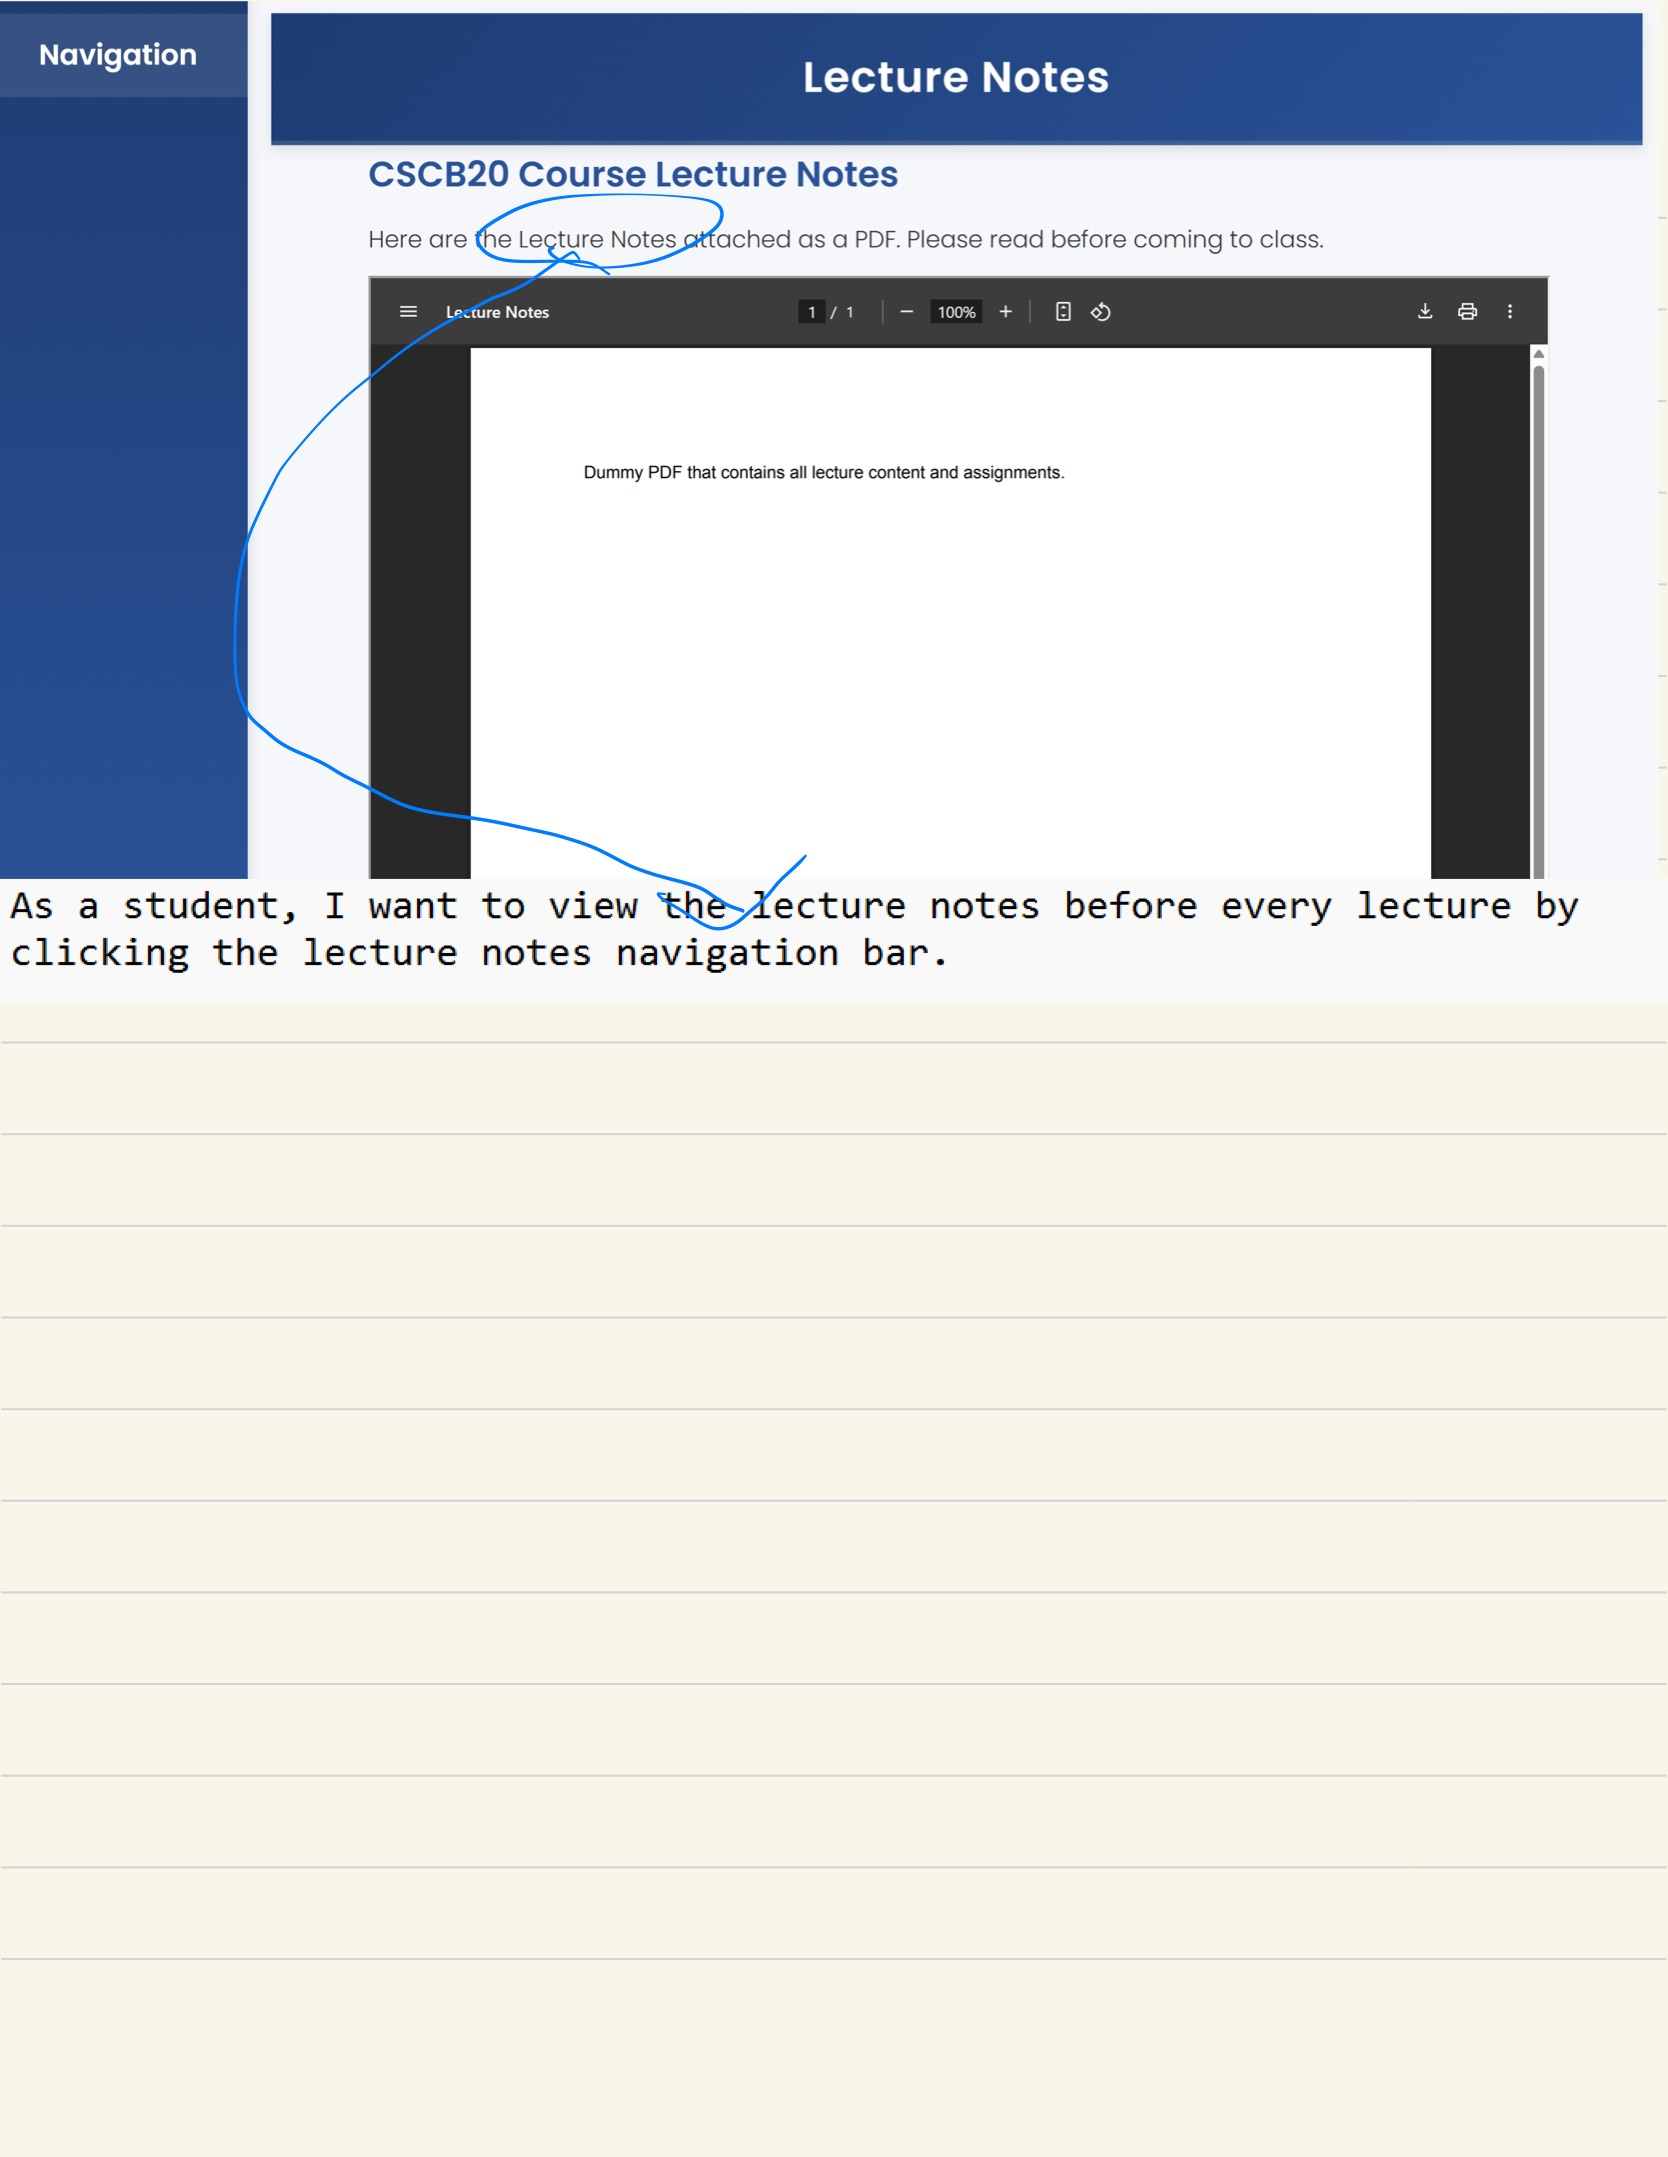 Navigation
Lecture Notes
CSCB20 Course Lecture Notes
Here are the Lecture Notes attached as a PDF. Please read before coming to class.
Lecture Notes 1 / 1 100%
Dummy PDF that contains all lecture content and assignments.
As a student, I want to view the lecture notes before every lecture by
clicking the lecture notes navigation bar.